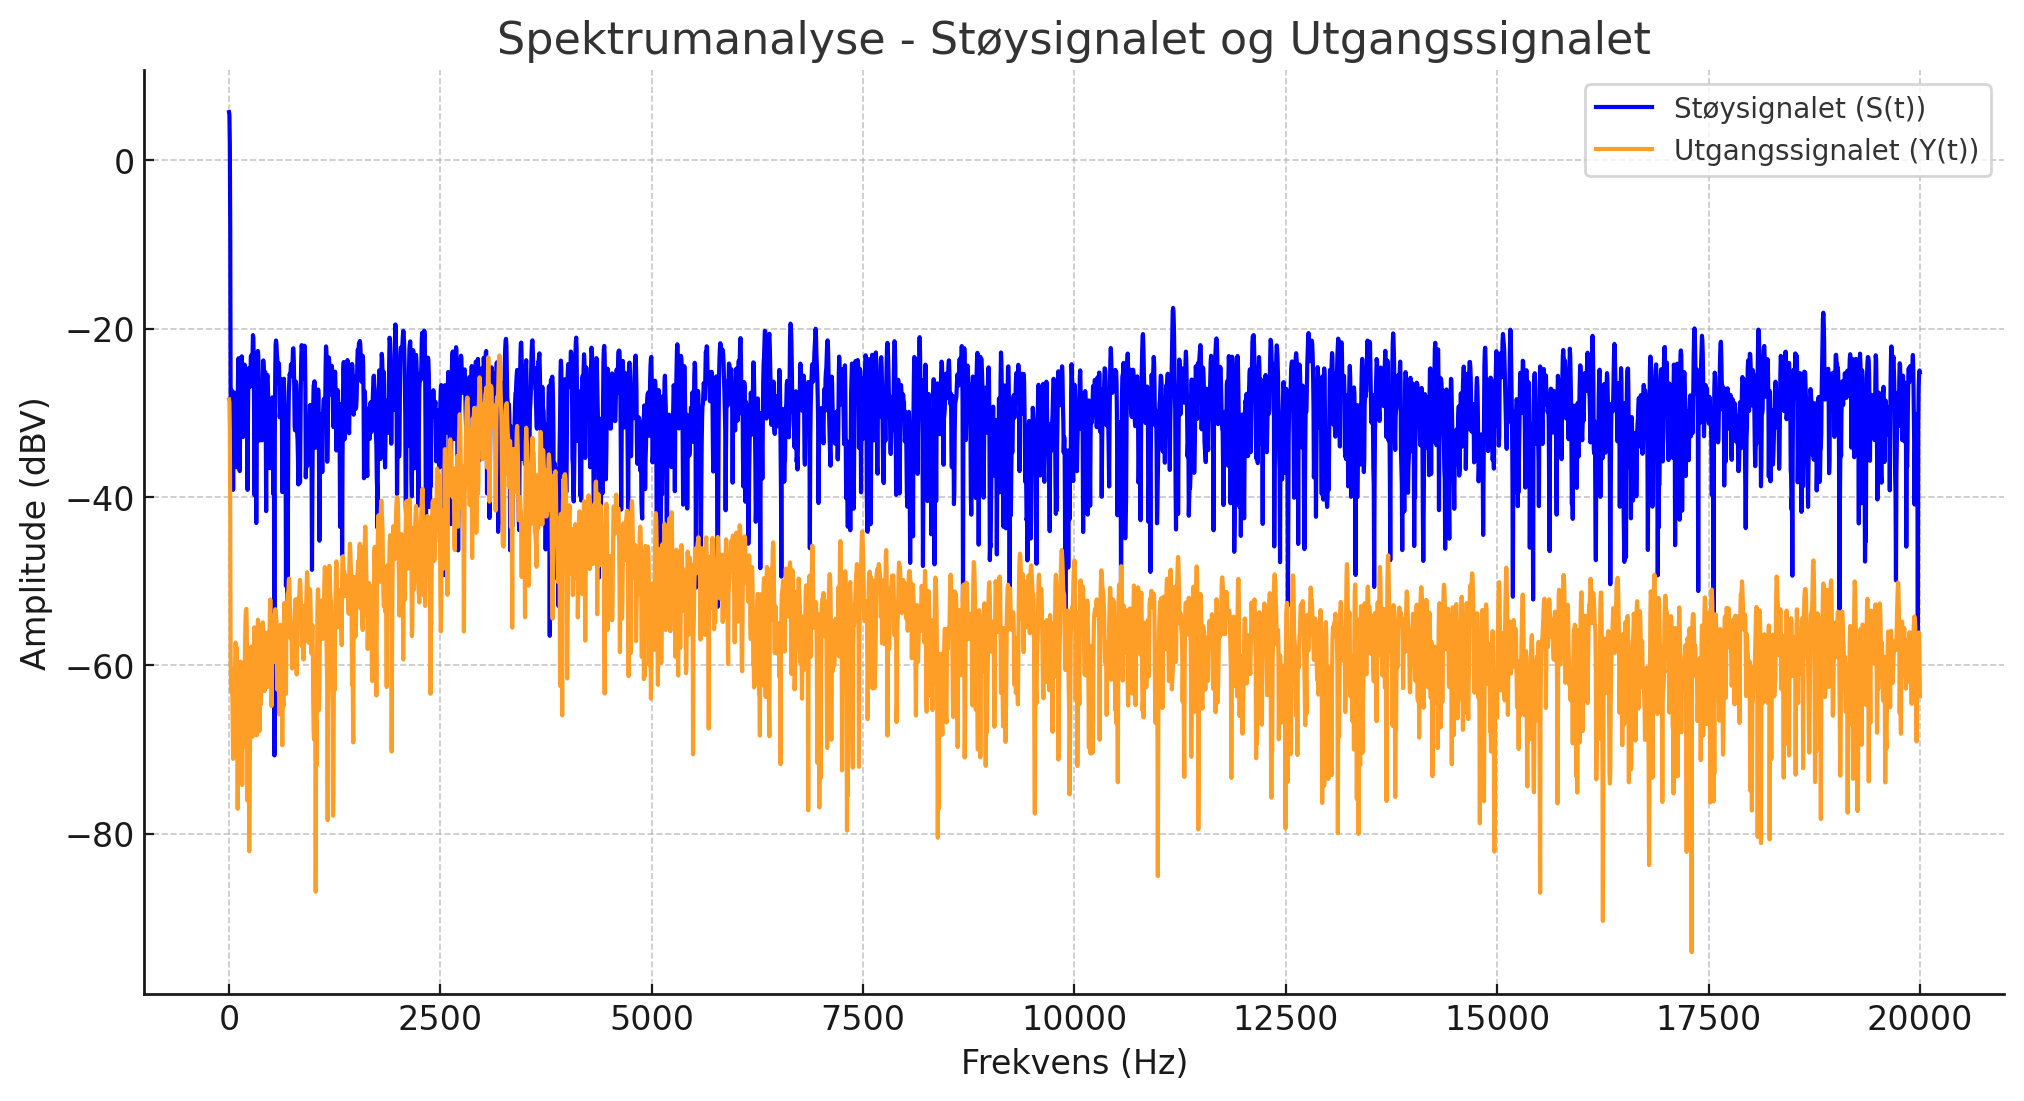 Spektrumanalyse - Støysignalet og Utgangssignalet
Støysignalet (S(t))
Utgangssignalet (Y(t))
Amplitude (dBV)
0
−20
−40
−60
−80
0 2500 5000 7500 10000 12500 15000 17500 20000
Frekvens (Hz)